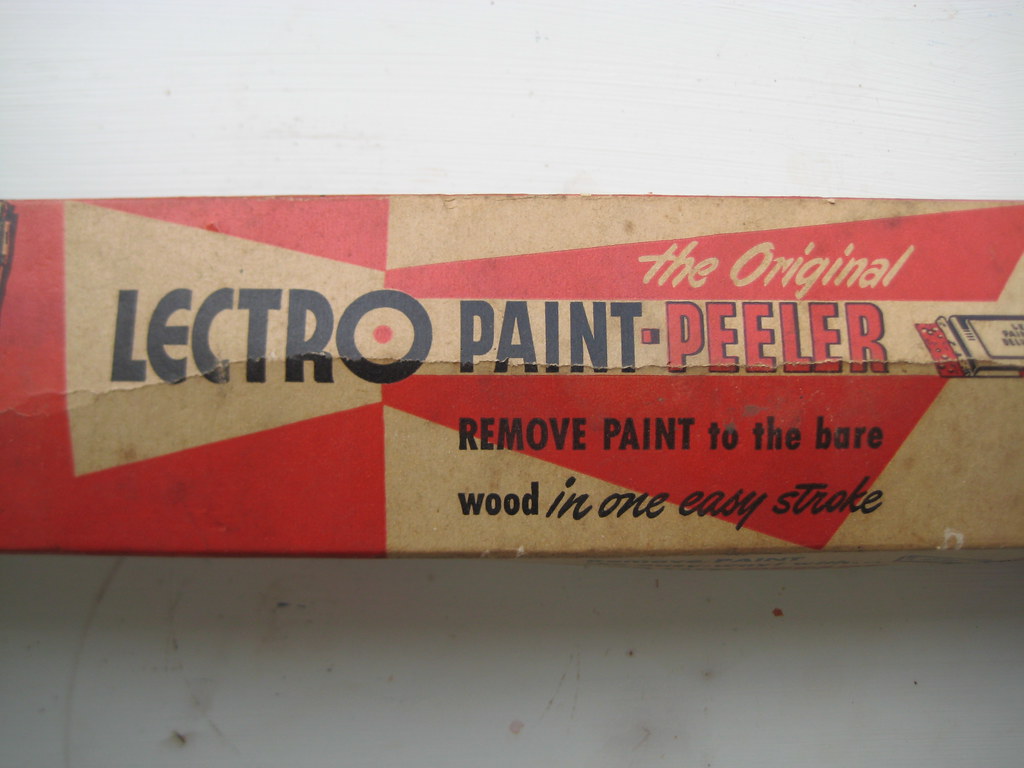 the Original
LECTRO PAINT-PEELER
REMOVE PAINT to the bare
wood in one easy stroke